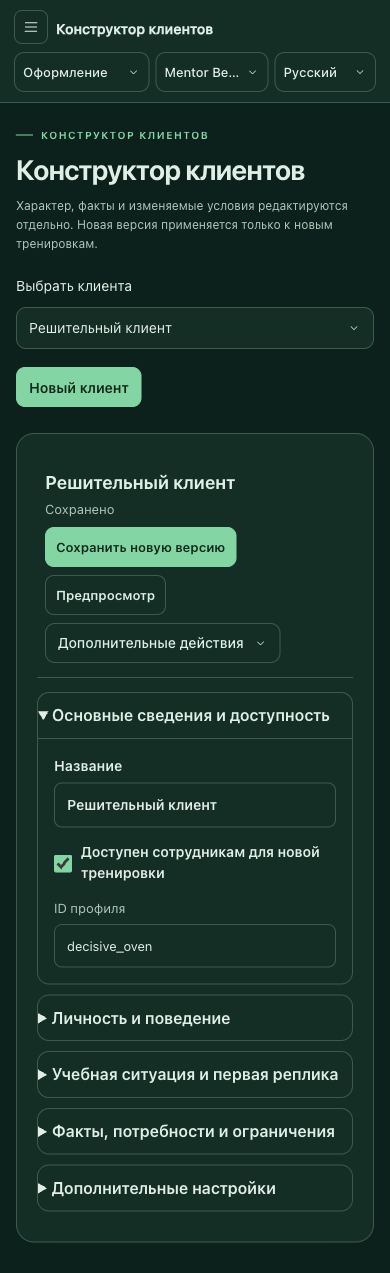 Конструктор клиентов
Оформление
Mentor Be...
Русский
КОНСТРУКТОР КЛИЕНТОВ
Конструктор клиентов
Характер, факты и изменяемые условия редактируются
отдельно. Новая версия применяется только к новым
тренировкам.
Выбрать клиента
Решительный клиент
Новый клиент
Решительный клиент
Сохранено
Сохранить новую версию
Предпросмотр
Дополнительные действия
Основные сведения и доступность
Название
Решительный клиент
Доступен сотрудникам для новой
тренировки
ID профиля
decisive_oven
Личность и поведение
Учебная ситуация и первая реплика
Факты, потребности и ограничения
Дополнительные настройки